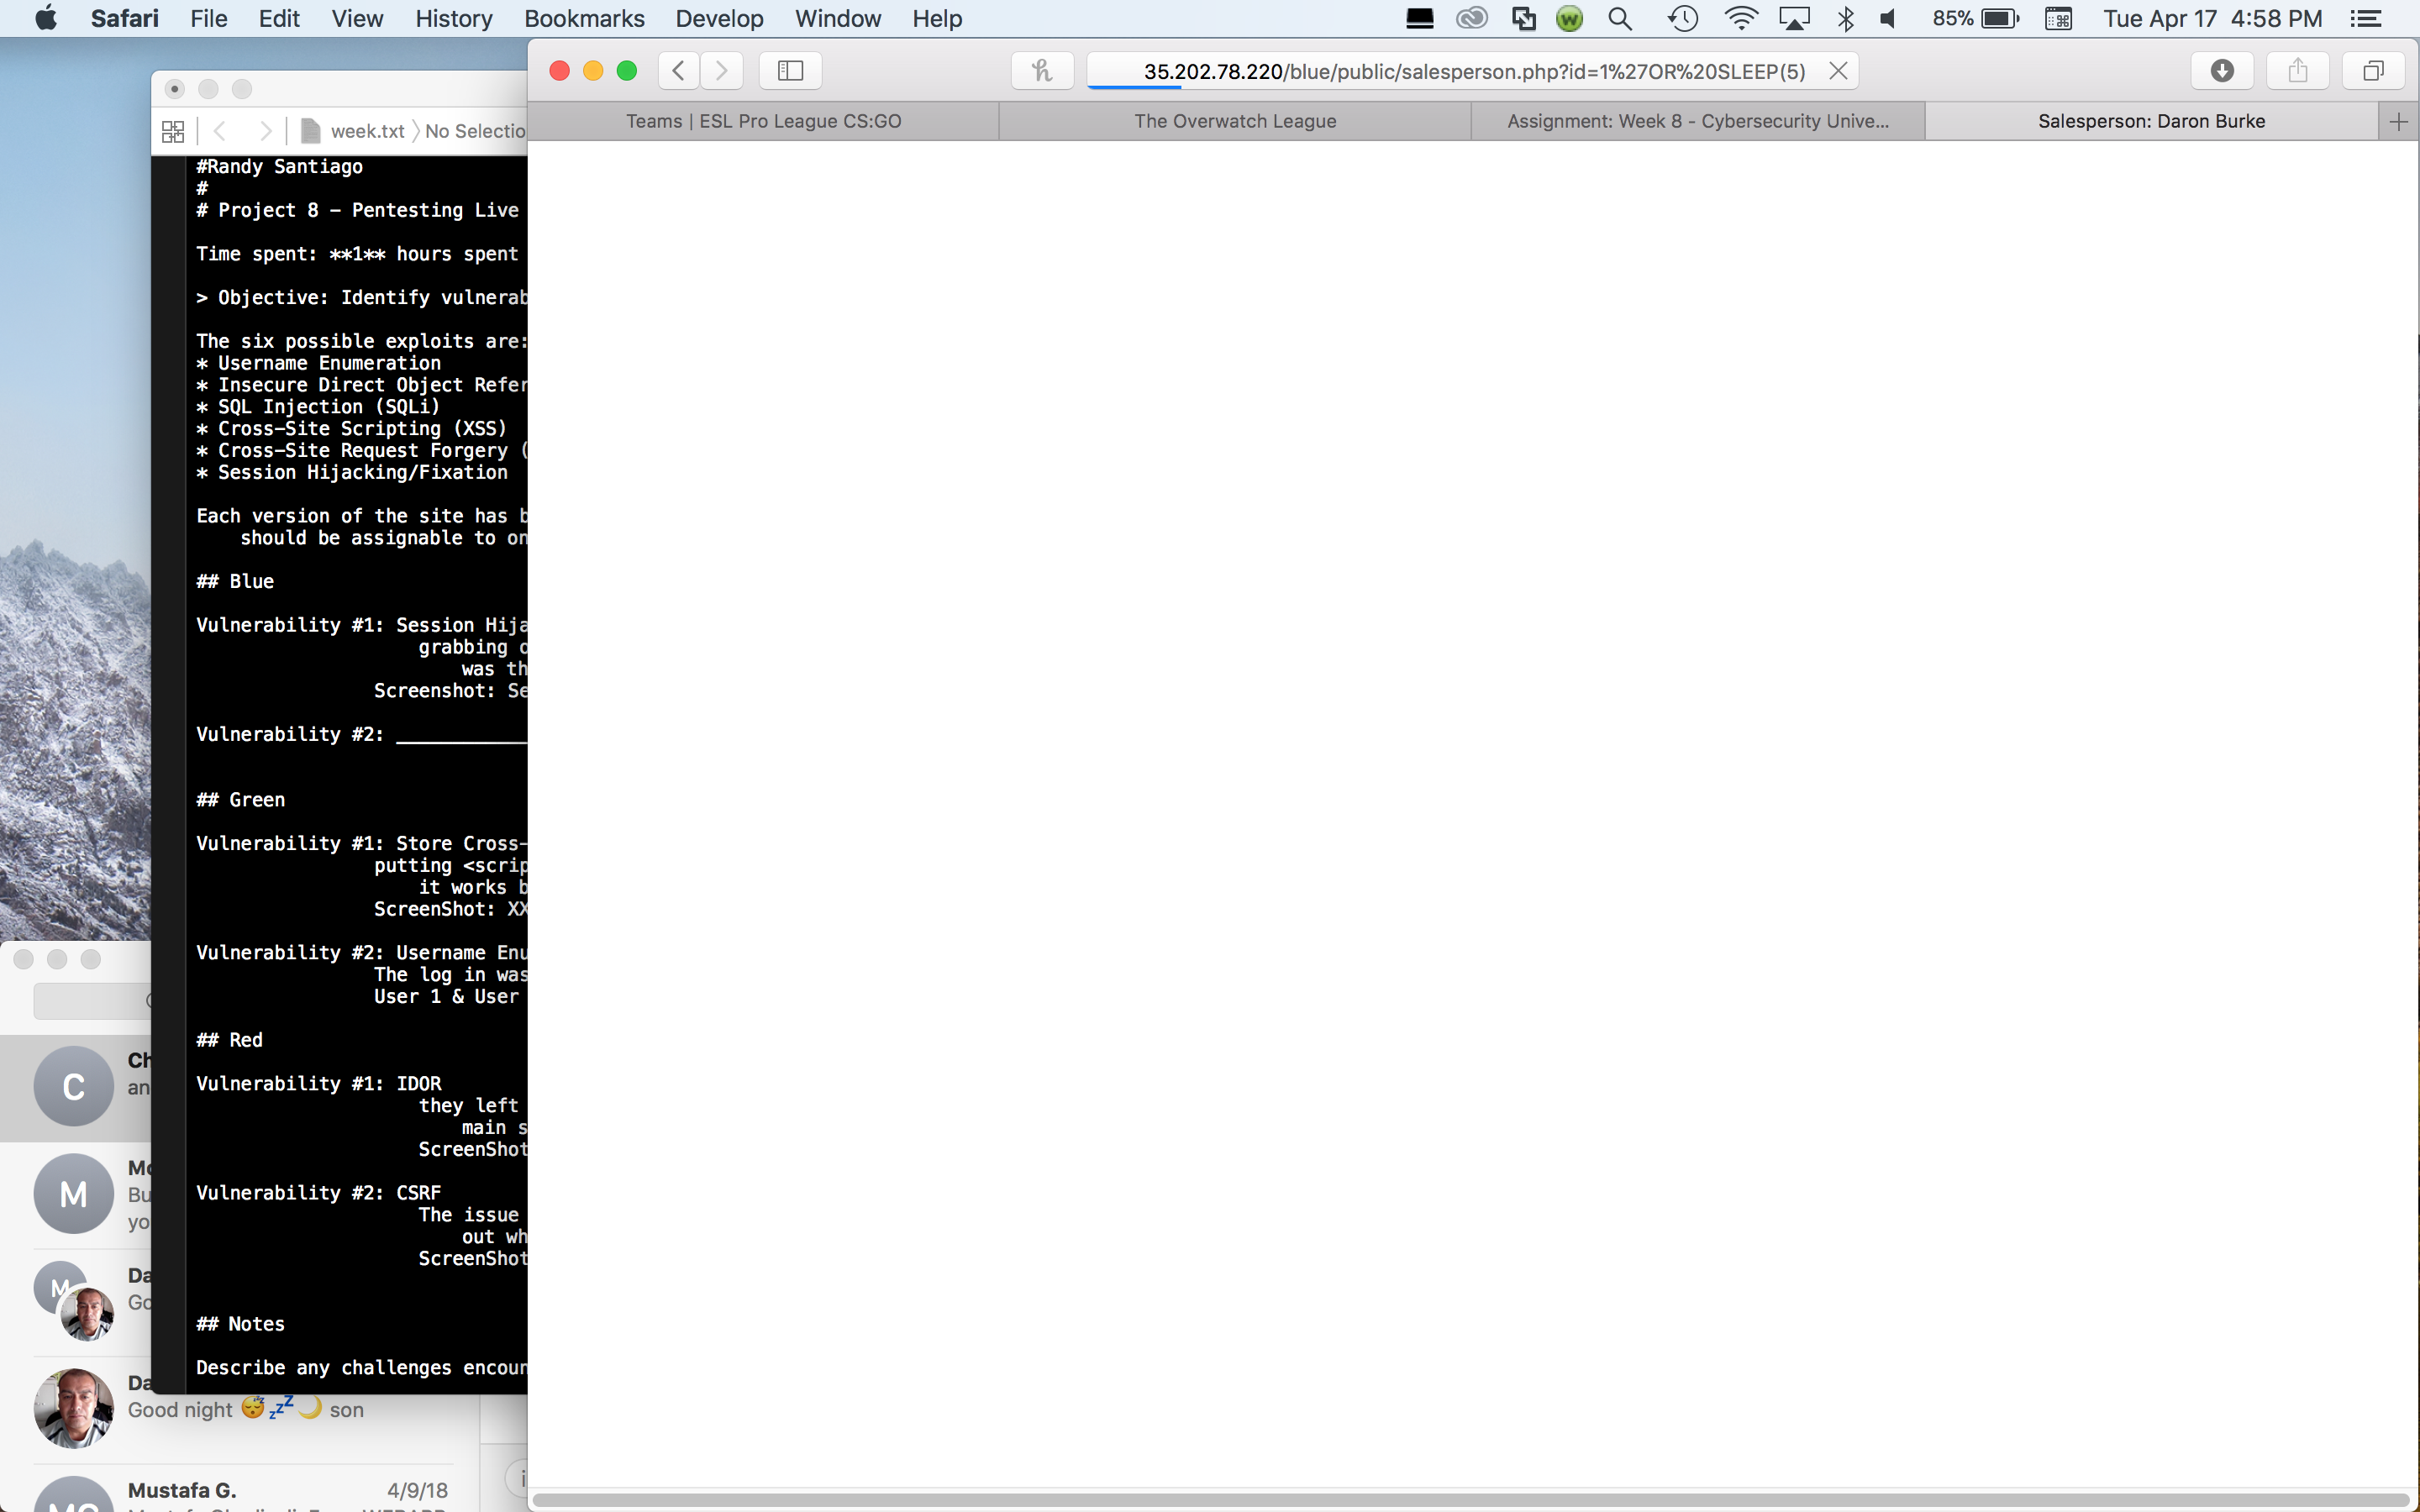 Safari File Edit View History Bookmarks Develop Window Help 85% Tue Apr 17 4:58 PM
35.202.78.220/blue/public/salesperson.php?id=1%27OR%20SLEEP(5)
Teams | ESL Pro League CS:GO The Overwatch League Assignment: Week 8 - Cybersecurity Unive... Salesperson: Daron Burke
week.txt No Selectio
#Randy Santiago
#
# Project 8 - Pentesting Live
Time spent: **1** hours spent
> Objective: Identify vulnerab
The six possible exploits are:
* Username Enumeration
* Insecure Direct Object Refer
* SQL Injection (SQLi)
* Cross-Site Scripting (XSS)
* Cross-Site Request Forgery (
* Session Hijacking/Fixation
Each version of the site has b
should be assignable to on
## Blue
Vulnerability #1: Session Hija
grabbing o
was th
Screenshot: Se
Vulnerability #2: ____________
## Green
Vulnerability #1: Store Cross-
putting <scrip
it works b
ScreenShot: XX
Vulnerability #2: Username Enu
The log in was
User 1 & User
## Red
Vulnerability #1: IDOR
they left
main s
ScreenShot
Vulnerability #2: CSRF
The issue
out wh
ScreenShot
## Notes
Describe any challenges encoun
C
Ch
an
M
Mo
Bu
yo
M
Da
Go
Da
Good night 😴💤🌙 son
Mustafa G. 4/9/18